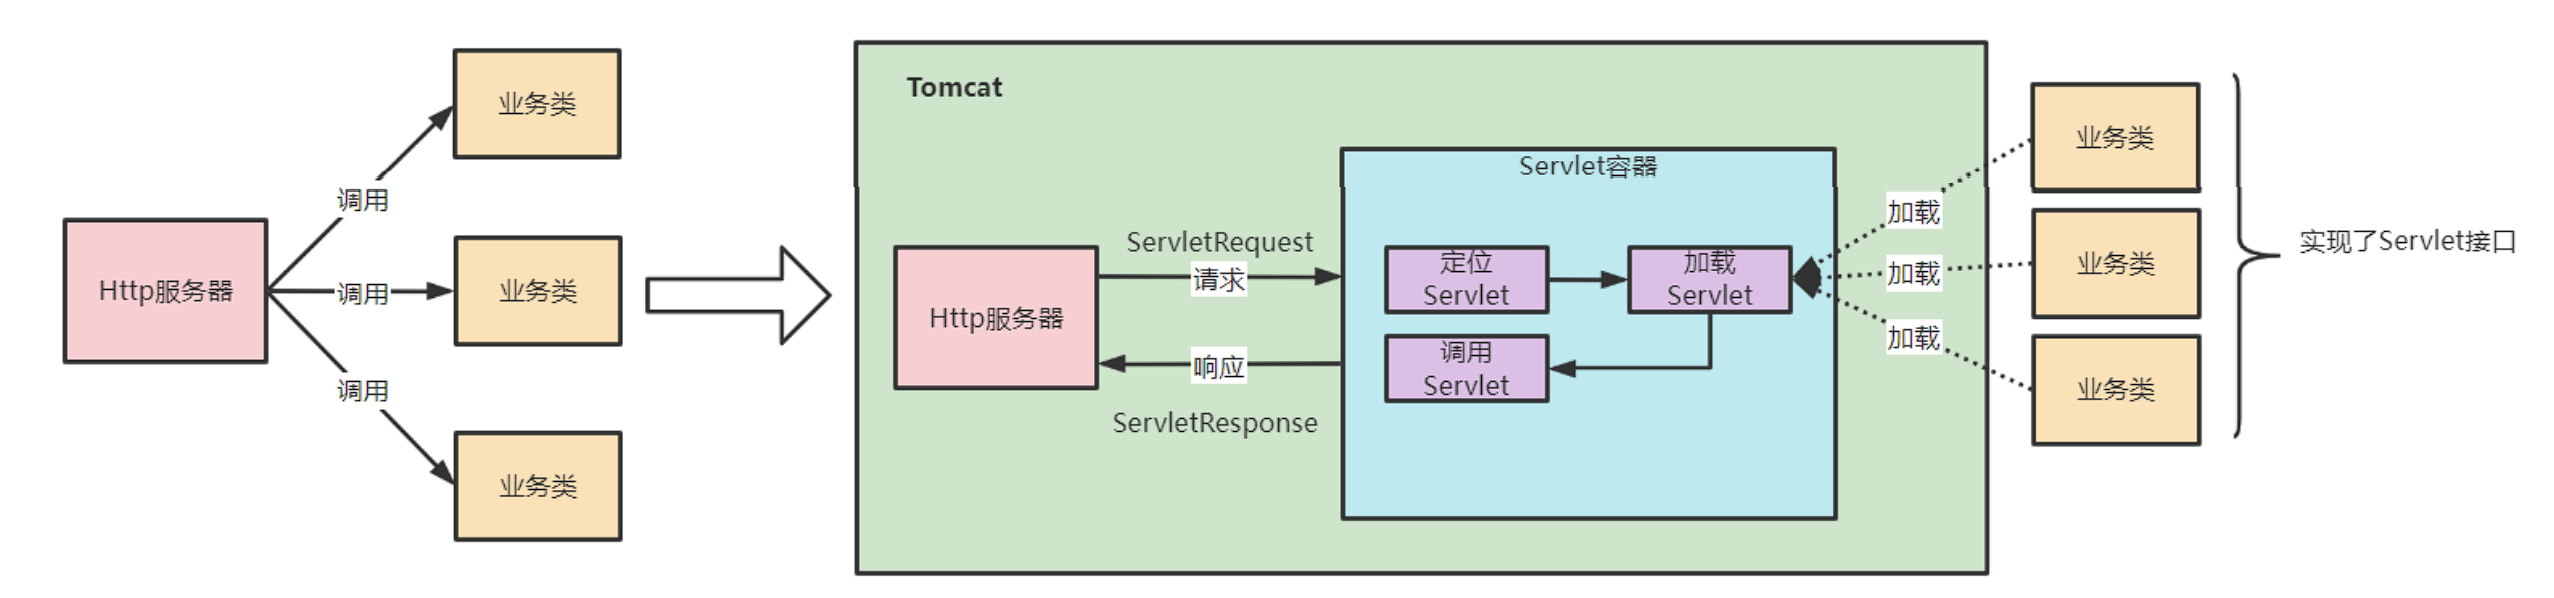 业务类
调用
Http服务器
调用
业务类
调用
业务类
Tomcat
Http服务器
ServletRequest
请求
响应
ServletResponse
Servlet容器
定位
Servlet
加载
Servlet
调用
Servlet
加载
加载
加载
业务类
业务类
业务类
实现了Servlet接口